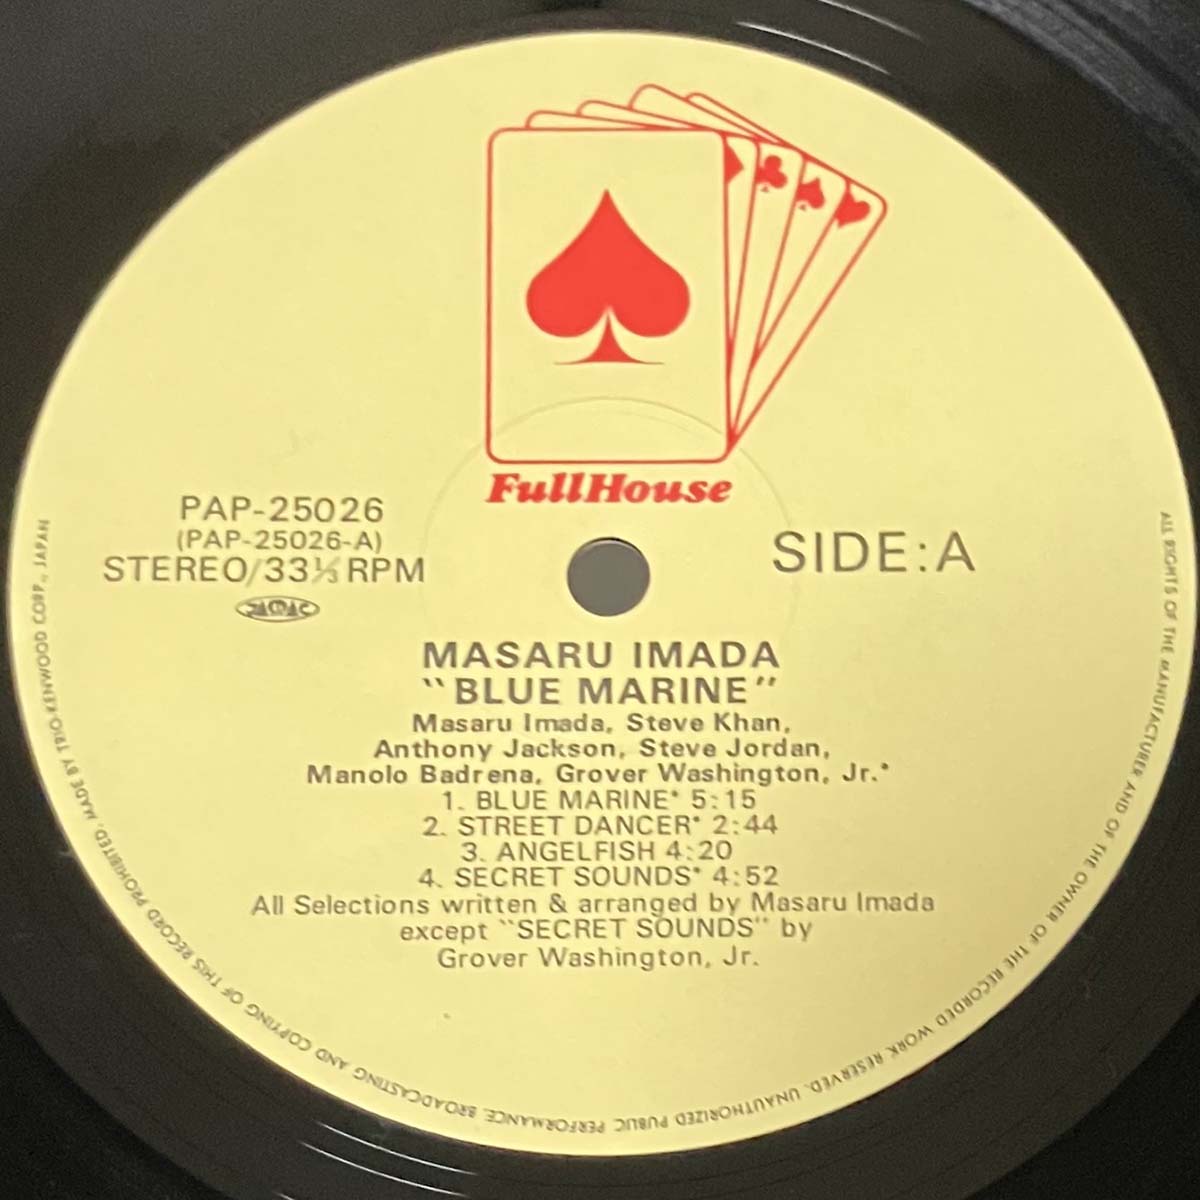 FullHouse
PAP-25026
(PAP-25026-A)
STEREO/33⅓RPM
SIDE:A
MASARU IMADA
"BLUE MARINE"
Masaru Imada, Steve Khan,
Anthony Jackson, Steve Jordan,
Manolo Badrena, Grover Washington, Jr.*
1. BLUE MARINE* 5:15
2. STREET DANCER* 2:44
3. ANGELFISH 4:20
4. SECRET SOUNDS* 4:52
All Selections written & arranged by Masaru Imada
except "SECRET SOUNDS" by
Grover Washington, Jr.
ALL RIGHTS OF THE MANUFACTURER AND OF THE OWNER OF THE RECORDED WORK RESERVED. UNAUTHORIZED PUBLIC PERFORMANCE, BROADCASTING AND COPYING OF THIS RECORD PROHIBITED. MADE BY TRIO-KENWOOD CORP., JAPAN